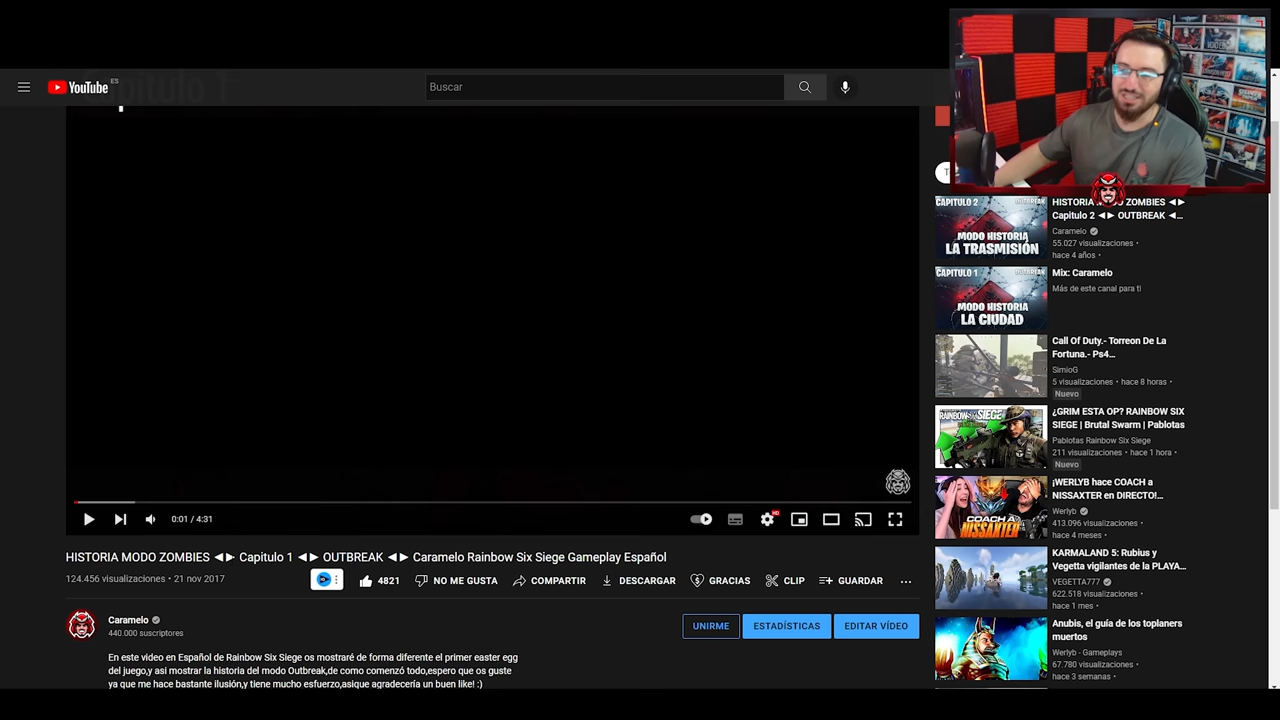 Capitulo 1
YouTube ES
Buscar
0:01 / 4:31
HD
HISTORIA MODO ZOMBIES ◄► Capitulo 1 ◄► OUTBREAK ◄► Caramelo Rainbow Six Siege Gameplay Español
124.456 visualizaciones • 21 nov 2017
4821
NO ME GUSTA
COMPARTIR
DESCARGAR
GRACIAS
CLIP
GUARDAR
Caramelo
440.000 suscriptores
UNIRME
ESTADÍSTICAS
EDITAR VÍDEO
En este video en Español de Rainbow Six Siege os mostraré de forma diferente el primer easter egg
del juego,y asi mostrar la historia del modo Outbreak,de como comenzó todo,espero que os guste
ya que me hace bastante ilusión,y tiene mucho esfuerzo,asique agradecería un buen like! :)
T
CAPITULO 2
OUTBREAK
MODO HISTORIA
LA TRASMISIÓN
HISTORIA MODO ZOMBIES ◄►
Capitulo 2 ◄► OUTBREAK ◄...
Caramelo
55.027 visualizaciones •
hace 4 años •
CAPITULO 1
OUTBREAK
MODO HISTORIA
LA CIUDAD
Mix: Caramelo
Más de este canal para ti
Call Of Duty.- Torreon De La
Fortuna.- Ps4...
SimioG
5 visualizaciones • hace 8 horas •
Nuevo
RAINBOW SIX SIEGE
¿GRIM ESTA OP? RAINBOW SIX
SIEGE | Brutal Swarm | Pablotas
Pablotas Rainbow Six Siege
211 visualizaciones • hace 1 hora •
Nuevo
COACH A
NISSAXTER
¡WERLYB hace COACH a
NISSAXTER en DIRECTO!...
Werlyb
413.096 visualizaciones •
hace 4 meses •
KARMALAND 5: Rubius y
Vegetta vigilantes de la PLAYA...
VEGETTA777
622.518 visualizaciones •
hace 1 mes •
Anubis, el guía de los toplaners
muertos
Werlyb - Gameplays
67.780 visualizaciones •
hace 3 semanas •